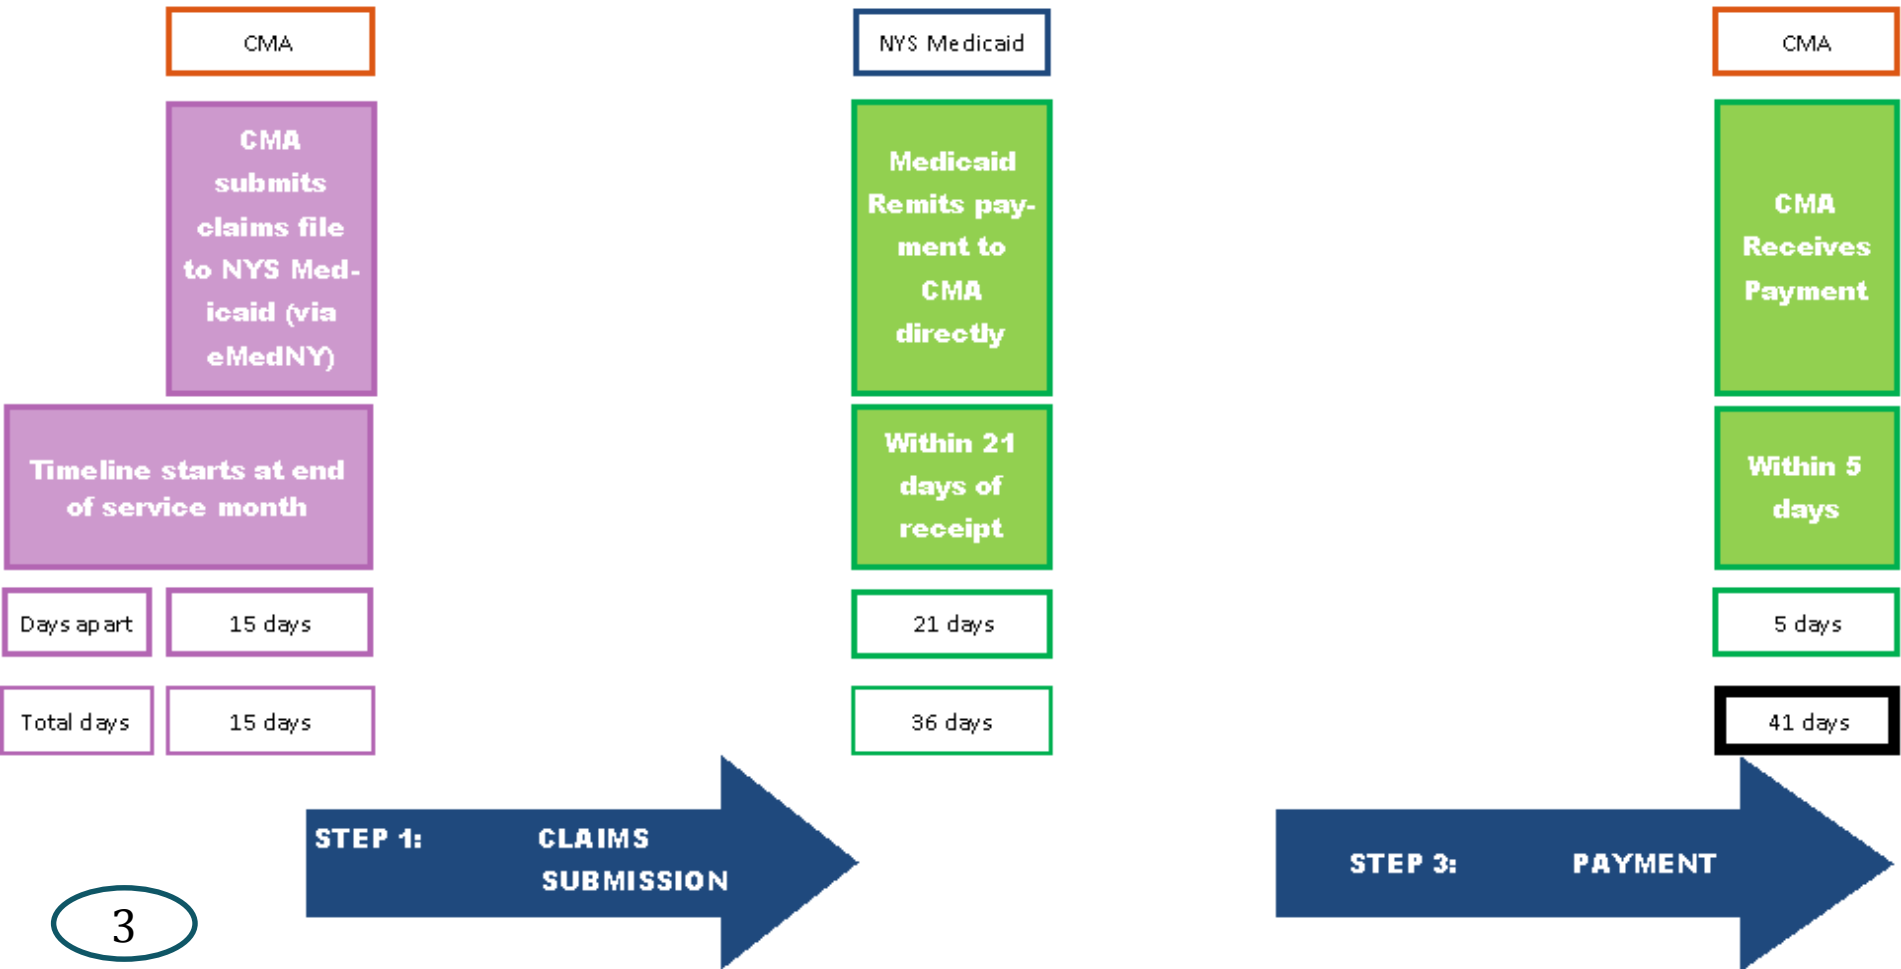 CMA
NYS Medicaid
CMA
CMA
submits
claims file
to NYS Med-
icaid (via
eMedNY)
Medicaid
Remits pay-
ment to
CMA
directly
CMA
Receives
Payment
Timeline starts at end
of service month
Within 21
days of
receipt
Within 5
days
Days apart
15 days
21 days
5 days
Total days
15 days
36 days
41 days
STEP 1: CLAIMS
SUBMISSION
STEP 3: PAYMENT
3